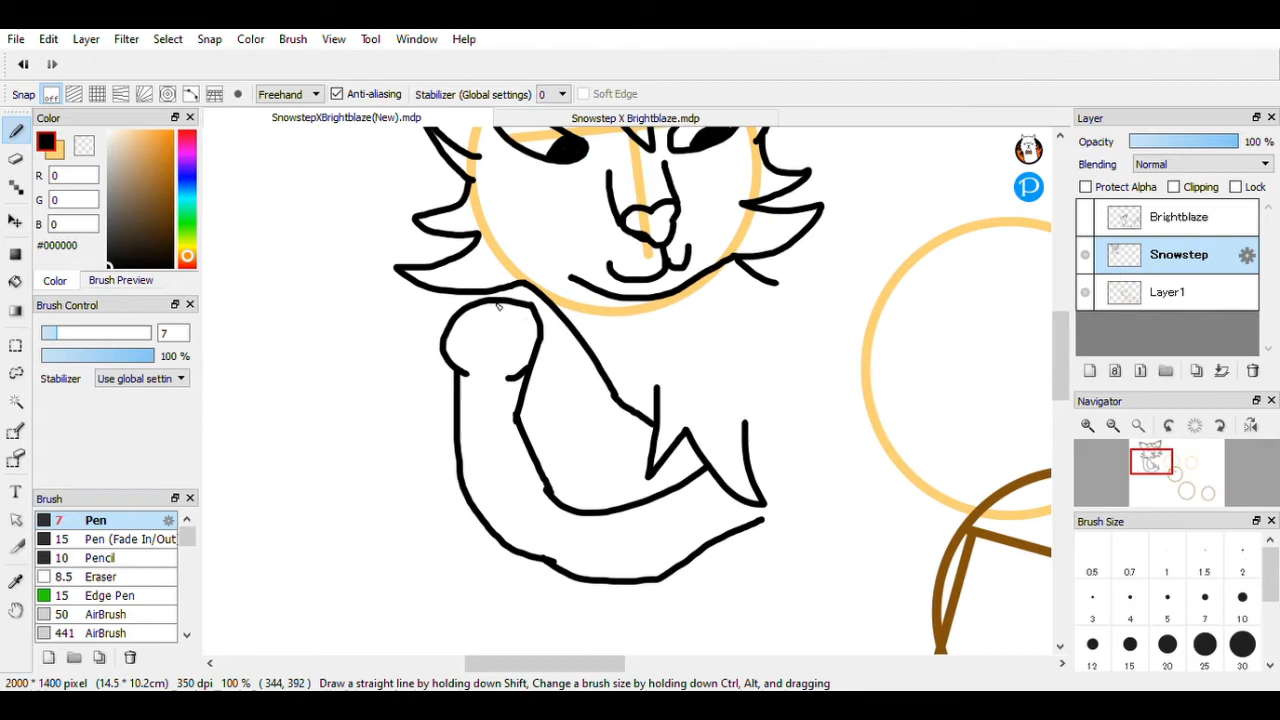 File Edit Layer Filter Select Snap Color Brush View Tool Window Help
Snap off Freehand Anti-aliasing Stabilizer (Global settings) 0 Soft Edge
Color
SnowstepXBrightblaze(New).mdp Snowstep X Brightblaze.mdp
R 0
G 0
B 0
#000000
Color Brush Preview
Brush Control
7
100 %
Stabilizer Use global settin
Brush
7 Pen
15 Pen (Fade In/Out
10 Pencil
8.5 Eraser
15 Edge Pen
50 AirBrush
441 AirBrush
P
Layer
Opacity 100 %
Blending Normal
Protect Alpha Clipping Lock
Brightblaze
Snowstep
Layer1
8 1
Navigator
Brush Size
0.5 0.7 1 1.5 2
3 4 5 7 10
12 15 20 25 30
2000 * 1400 pixel (14.5 * 10.2cm) 350 dpi 100 % ( 344, 392 ) Draw a straight line by holding down Shift, Change a brush size by holding down Ctrl, Alt, and dragging